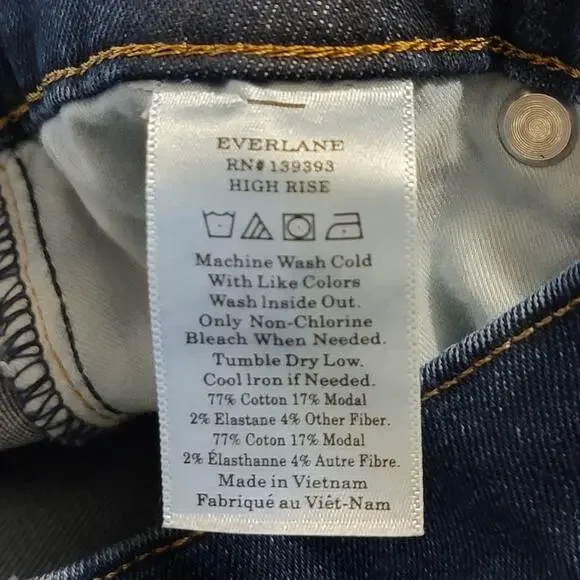 EVERLANE
RN# 139393
HIGH RISE
Machine Wash Cold
With Like Colors
Wash Inside Out.
Only Non-Chlorine
Bleach When Needed.
Tumble Dry Low.
Cool Iron if Needed.
77% Cotton 17% Modal
2% Elastane 4% Other Fiber.
77% Coton 17% Modal
2% Élasthanne 4% Autre Fibre.
Made in Vietnam
Fabriqué au Viêt-Nam